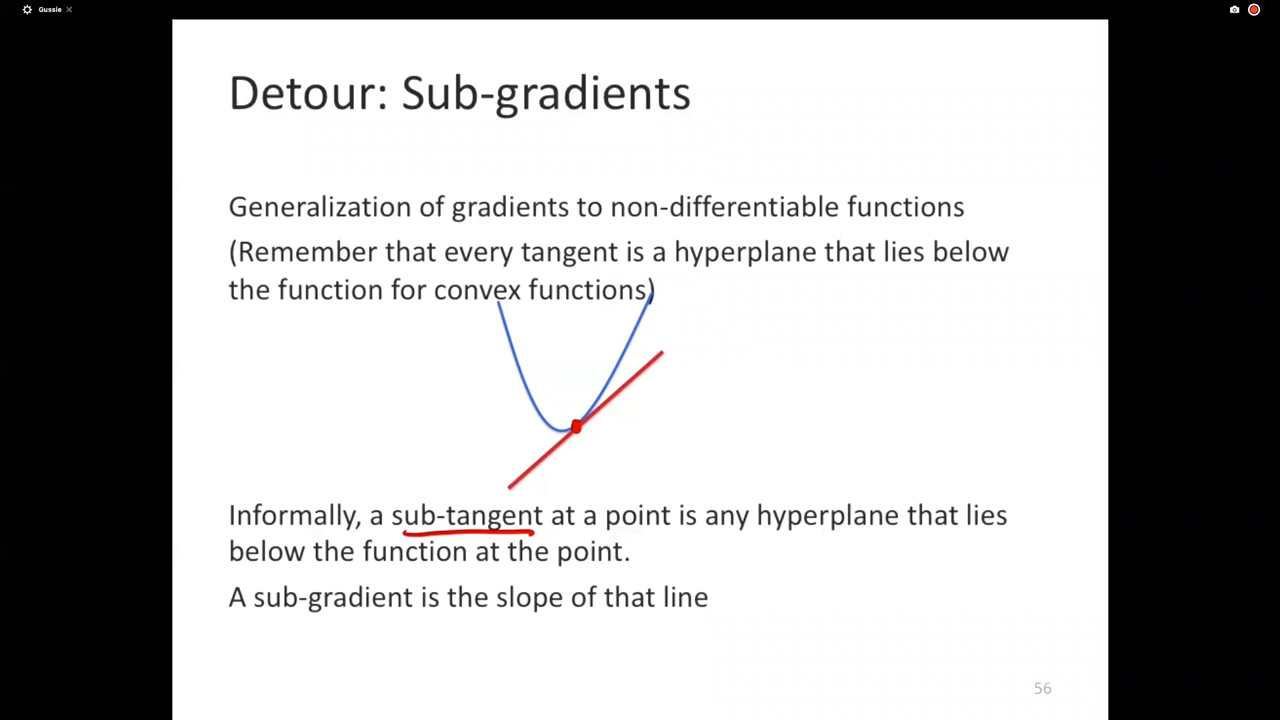 Gussie
Detour: Sub-gradients
Generalization of gradients to non-differentiable functions
(Remember that every tangent is a hyperplane that lies below
the function for convex functions)
Informally, a sub-tangent at a point is any hyperplane that lies
below the function at the point.
A sub-gradient is the slope of that line
56